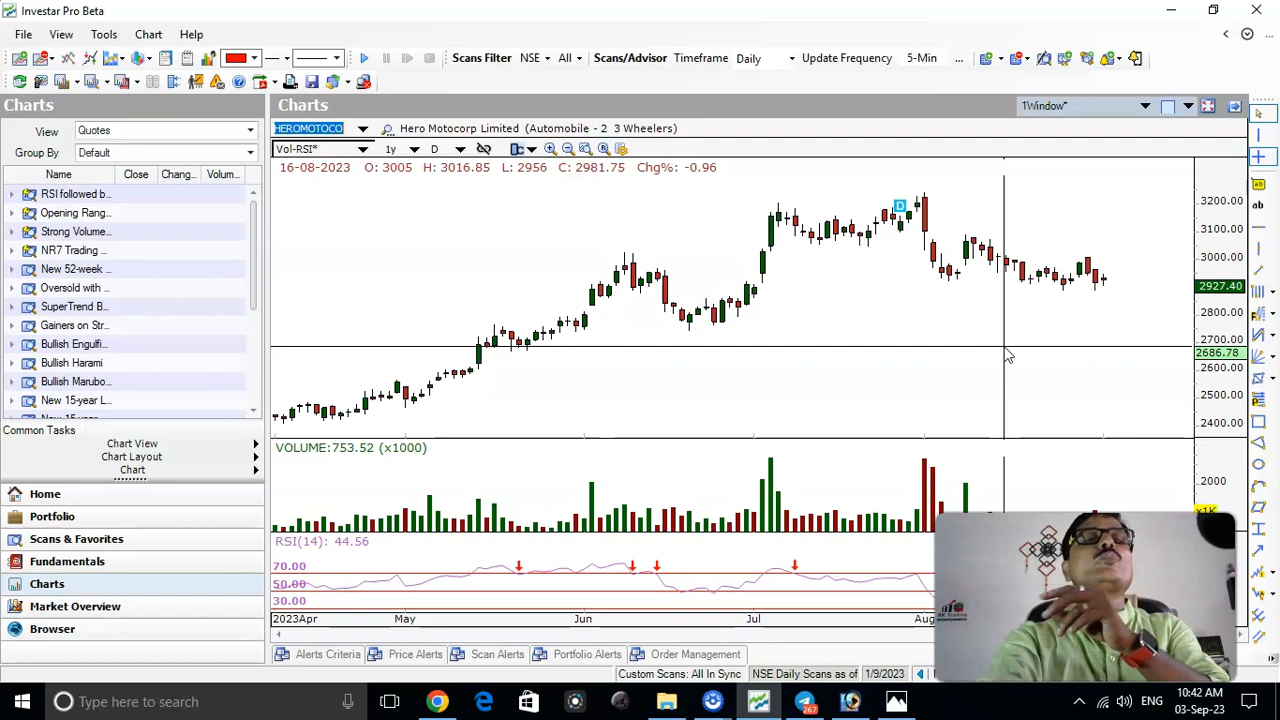 Investar Pro Beta
File View Tools Chart Help
Scans Filter NSE All Scans/Advisor Timeframe Daily Update Frequency 5-Min ...
Charts
View Quotes
Group By Default
Name Close Chang... Volum...
RSI followed b...
Opening Rang...
Strong Volume...
NR7 Trading ...
New 52-week ...
Oversold with ...
SuperTrend B...
Gainers on Str...
Bullish Engulfi...
Bullish Harami
Bullish Marubo...
New 15-year L...
New 15-year ...
Common Tasks
Chart View
Chart Layout
Chart
Home
Portfolio
Scans & Favorites
Fundamentals
Charts
Market Overview
Browser
Charts
1Window*
HEROMOTOCO Hero Motocorp Limited (Automobile - 2 3 Wheelers)
Vol-RSI* 1y D
16-08-2023 O: 3005 H: 3016.85 L: 2956 C: 2981.75 Chg%: -0.96
D
3200.00
3100.00
3000.00
2927.40
2800.00
2700.00
2686.78
2600.00
2500.00
2400.00
VOLUME:753.52 (x1000)
2000
x1K
RSI(14): 44.56
70.00
50.00
30.00
2023Apr May Jun Jul Aug
ab
Alerts Criteria Price Alerts Scan Alerts Portfolio Alerts Order Management
Custom Scans: All In Sync NSE Daily Scans as of 1/9/2023
Type here to search
267
ENG
10:42 AM
03-Sep-23